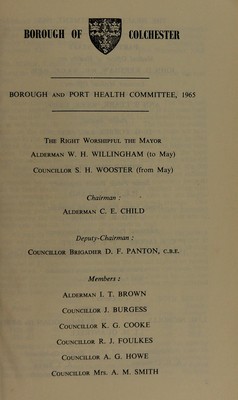 BOROUGH OF COLCHESTER
BOROUGH AND PORT HEALTH COMMITTEE, 1965
THE RIGHT WORSHIPFUL THE MAYOR
ALDERMAN W. H. WILLINGHAM (to May)
COUNCILLOR S. H. WOOSTER (from May)
Chairman :
ALDERMAN C. E. CHILD
Deputy-Chairman :
COUNCILLOR BRIGADIER D. F. PANTON, C.B.E.
Members :
ALDERMAN I. T. BROWN
COUNCILLOR J. BURGESS
COUNCILLOR K. G. COOKE
COUNCILLOR R. J. FOULKES
COUNCILLOR A. G. HOWE
COUNCILLOR MRS. A. M. SMITH